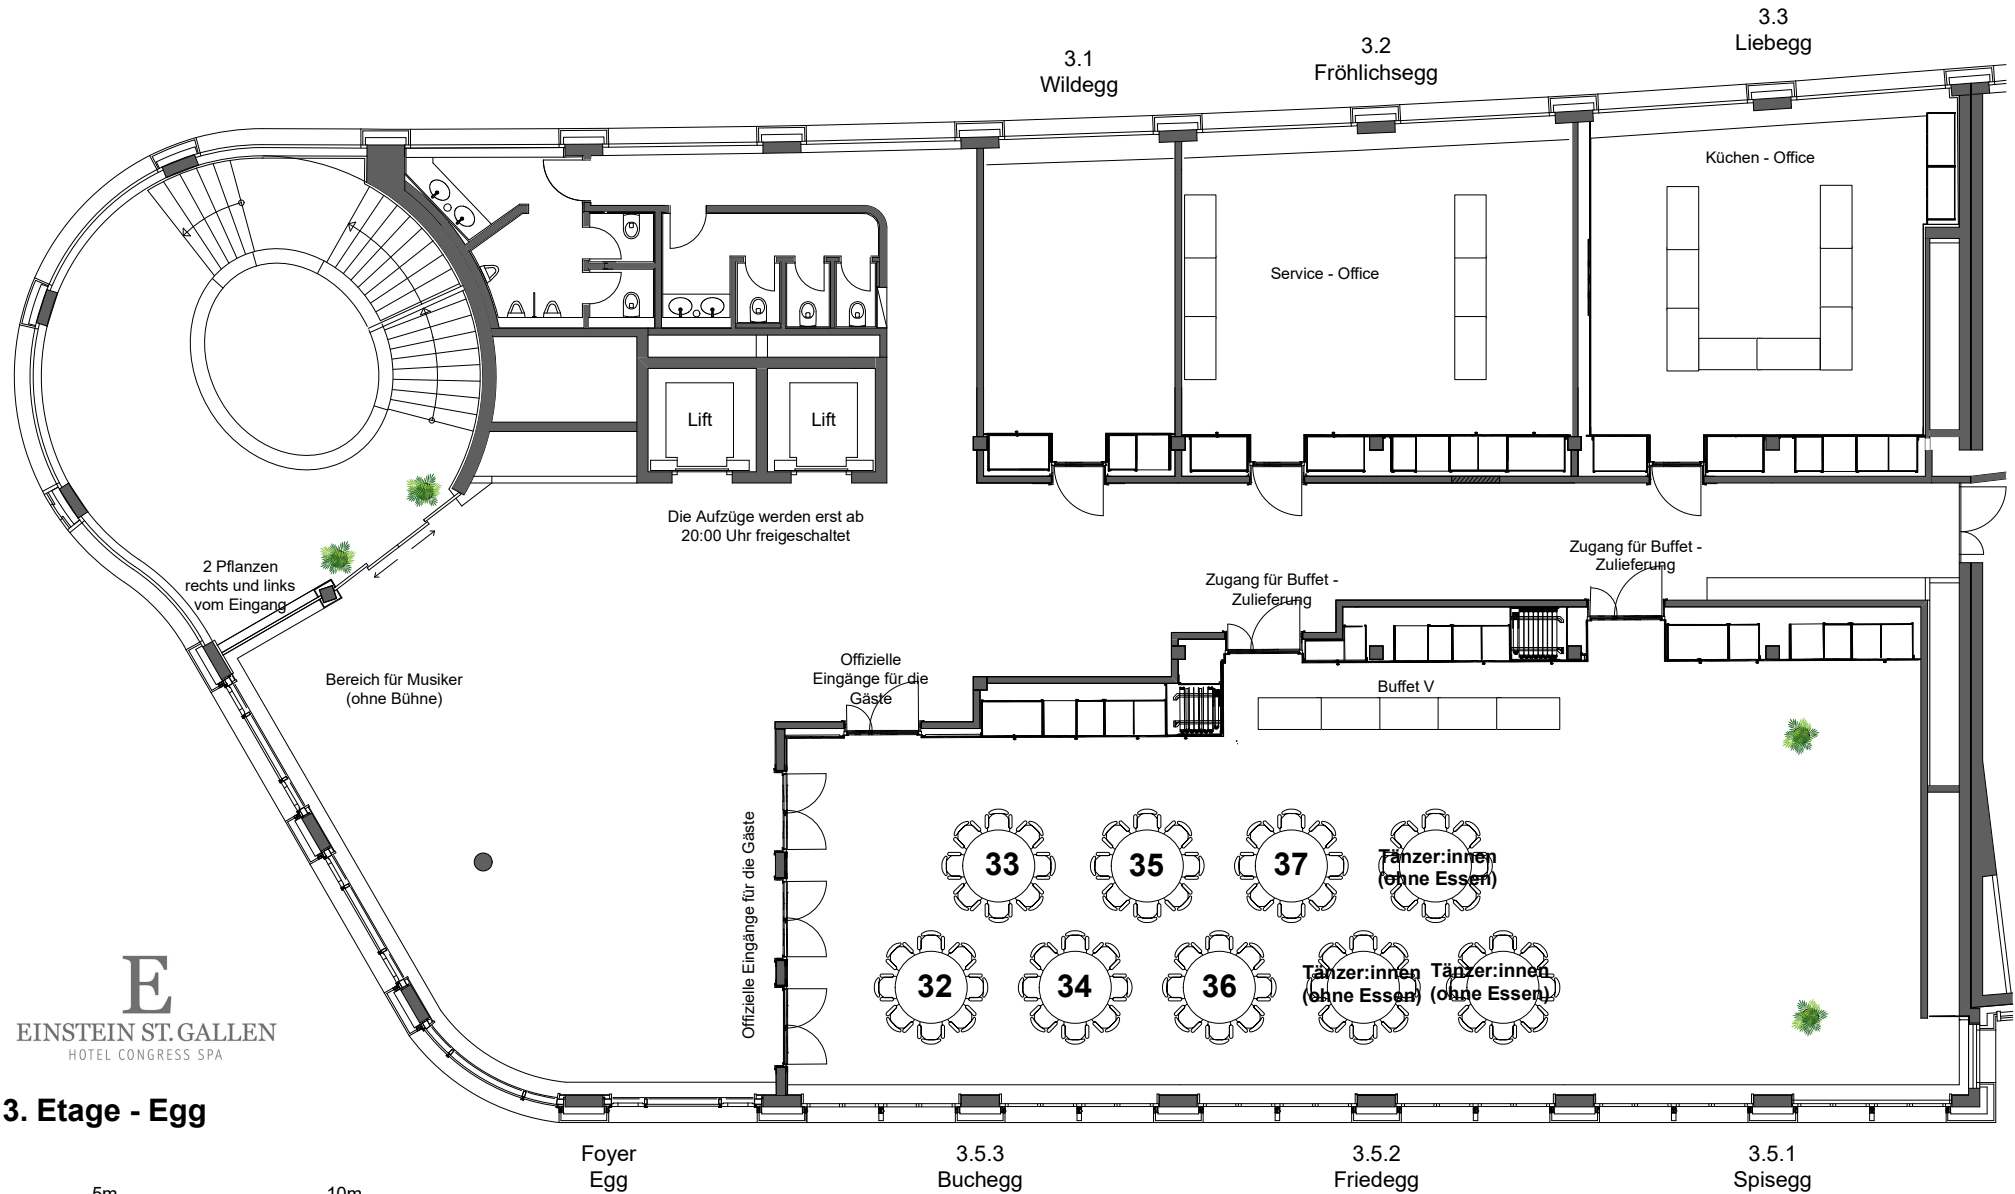 3.3
Liebegg
3.2
Fröhlichsegg
3.1
Wildegg
Küchen - Office
Service - Office
Lift
Lift
Die Aufzüge werden erst ab
20:00 Uhr freigeschaltet
2 Pflanzen
rechts und links
vom Eingang
Zugang für Buffet -
Zulieferung
Zugang für Buffet -
Zulieferung
Offizielle
Eingänge für die
Gäste
Bereich für Musiker
(ohne Bühne)
Buffet V
Offizielle Eingänge für die Gäste
33
35
37
Tänzer:innen
(ohne Essen)
32
34
36
Tänzer:innen
(ohne Essen)
Tänzer:innen
(ohne Essen)
E
EINSTEIN ST. GALLEN
HOTEL CONGRESS SPA
3. Etage - Egg
Foyer
Egg
3.5.3
Buchegg
3.5.2
Friedegg
3.5.1
Spisegg
5m
10m